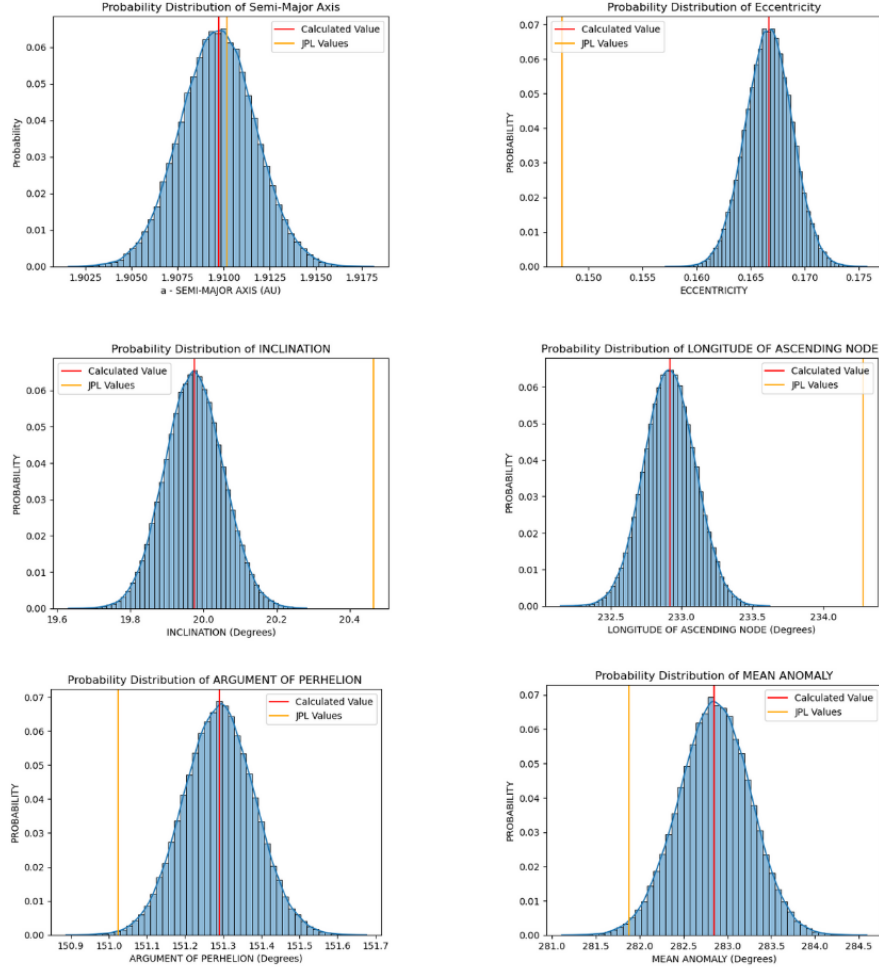 Probability Distribution of Semi-Major Axis
Calculated Value
JPL Values
0.06
0.05
0.04
0.03
0.02
0.01
0.00
Probability
1.9025 1.9050 1.9075 1.9100 1.9125 1.9150 1.9175
a - SEMI-MAJOR AXIS (AU)
Probability Distribution of Eccentricity
Calculated Value
JPL Values
0.07
0.06
0.05
0.04
0.03
0.02
0.01
0.00
PROBABILITY
0.150 0.155 0.160 0.165 0.170 0.175
ECCENTRICITY
Probability Distribution of INCLINATION
Calculated Value
JPL Values
0.06
0.05
0.04
0.03
0.02
0.01
0.00
PROBABILITY
19.6 19.8 20.0 20.2 20.4
INCLINATION (Degrees)
Probability Distribution of LONGITUDE OF ASCENDING NODE
Calculated Value
JPL Values
0.06
0.05
0.04
0.03
0.02
0.01
0.00
PROBABILITY
232.5 233.0 233.5 234.0
LONGITUDE OF ASCENDING NODE (Degrees)
Probability Distribution of ARGUMENT OF PERHELION
Calculated Value
JPL Values
0.07
0.06
0.05
0.04
0.03
0.02
0.01
0.00
PROBABILITY
150.9 151.0 151.1 151.2 151.3 151.4 151.5 151.6 151.7
ARGUMENT OF PERHELION (Degrees)
Probability Distribution of MEAN ANOMALY
Calculated Value
JPL Values
0.07
0.06
0.05
0.04
0.03
0.02
0.01
0.00
PROBABILITY
281.0 281.5 282.0 282.5 283.0 283.5 284.0 284.5
MEAN ANOMALY (Degrees)